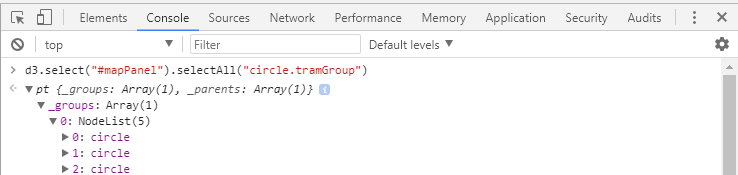 Elements Console Sources Network Performance Memory Application Security Audits
top Filter Default levels
d3.select("#mapPanel").selectAll("circle.tramGroup")
pt {_groups: Array(1), _parents: Array(1)} i
_groups: Array(1)
0: NodeList(5)
0: circle
1: circle
2: circle